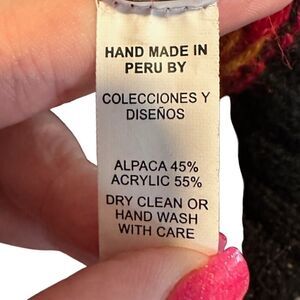 HAND MADE IN
PERU BY
COLECCIONES Y
DISEÑOS
ALPACA 45%
ACRYLIC 55%
DRY CLEAN OR
HAND WASH
WITH CARE